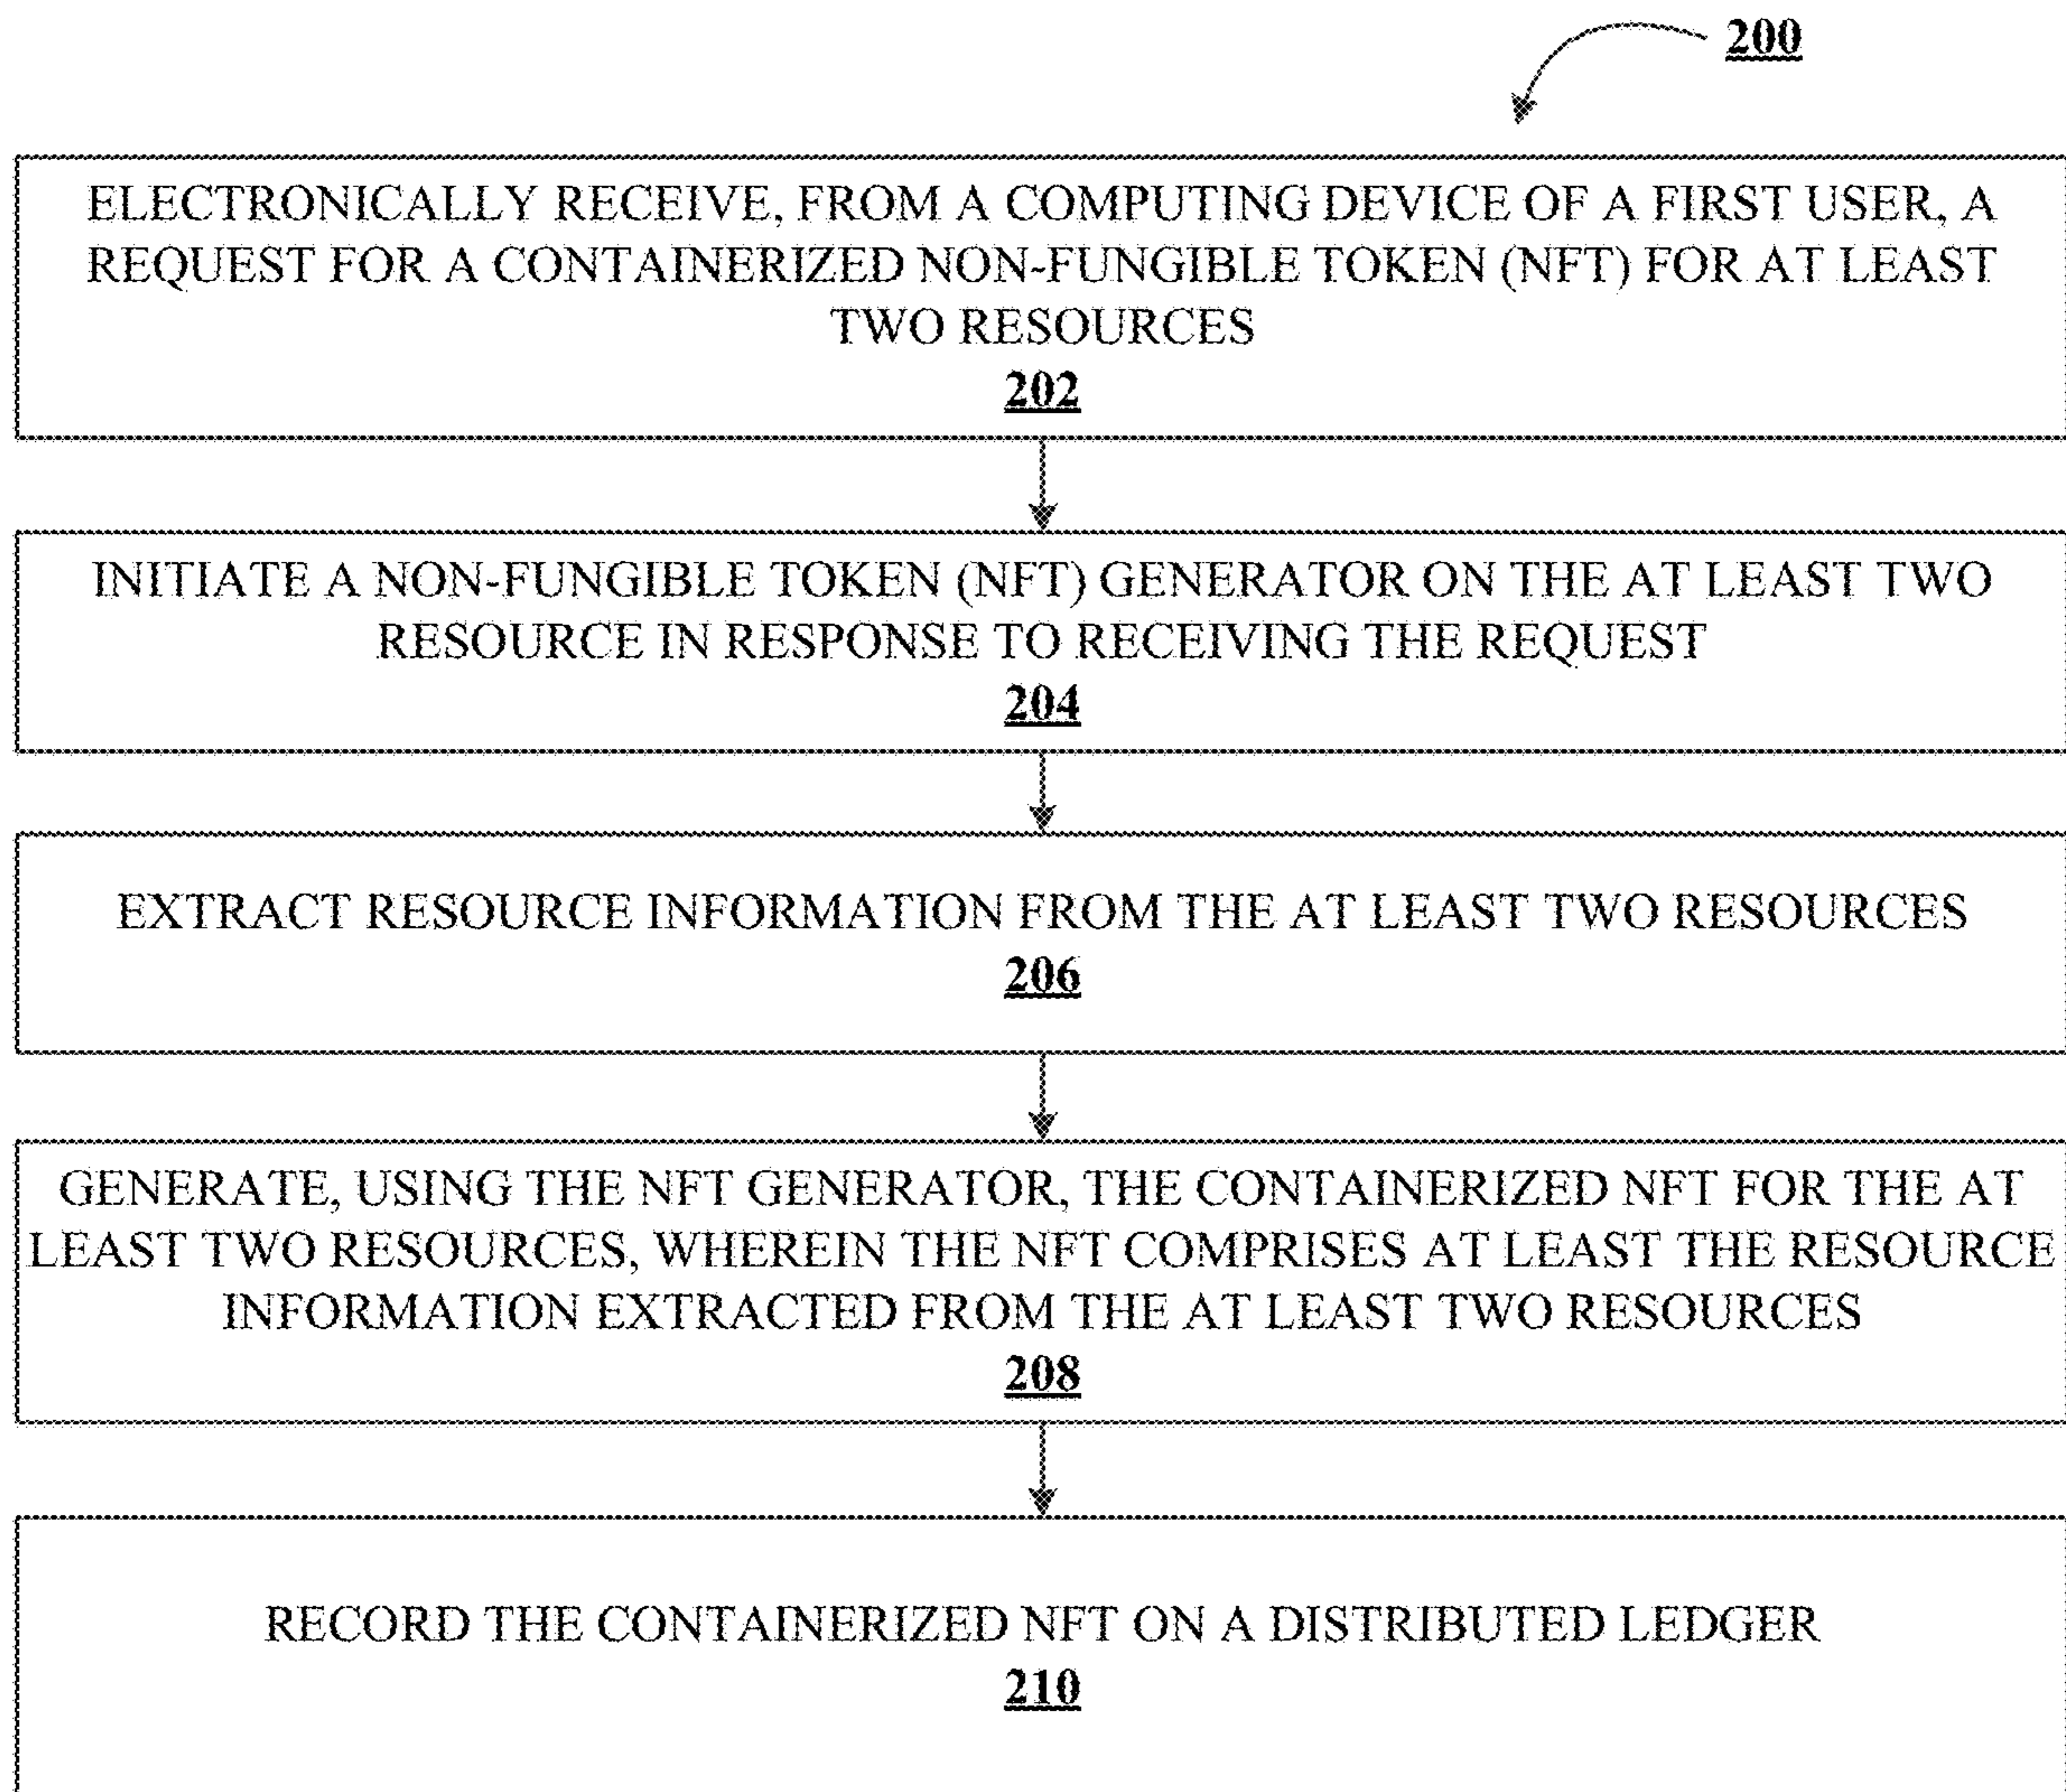 200
ELECTRONICALLY RECEIVE, FROM A COMPUTING DEVICE OF A FIRST USER, A
REQUEST FOR A CONTAINERIZED NON-FUNGIBLE TOKEN (NFT) FOR AT LEAST
TWO RESOURCES
202
INITIATE A NON-FUNGIBLE TOKEN (NFT) GENERATOR ON THE AT LEAST TWO
RESOURCE IN RESPONSE TO RECEIVING THE REQUEST
204
EXTRACT RESOURCE INFORMATION FROM THE AT LEAST TWO RESOURCES
206
GENERATE, USING THE NFT GENERATOR, THE CONTAINERIZED NFT FOR THE AT
LEAST TWO RESOURCES, WHEREIN THE NFT COMPRISES AT LEAST THE RESOURCE
INFORMATION EXTRACTED FROM THE AT LEAST TWO RESOURCES
208
RECORD THE CONTAINERIZED NFT ON A DISTRIBUTED LEDGER
210